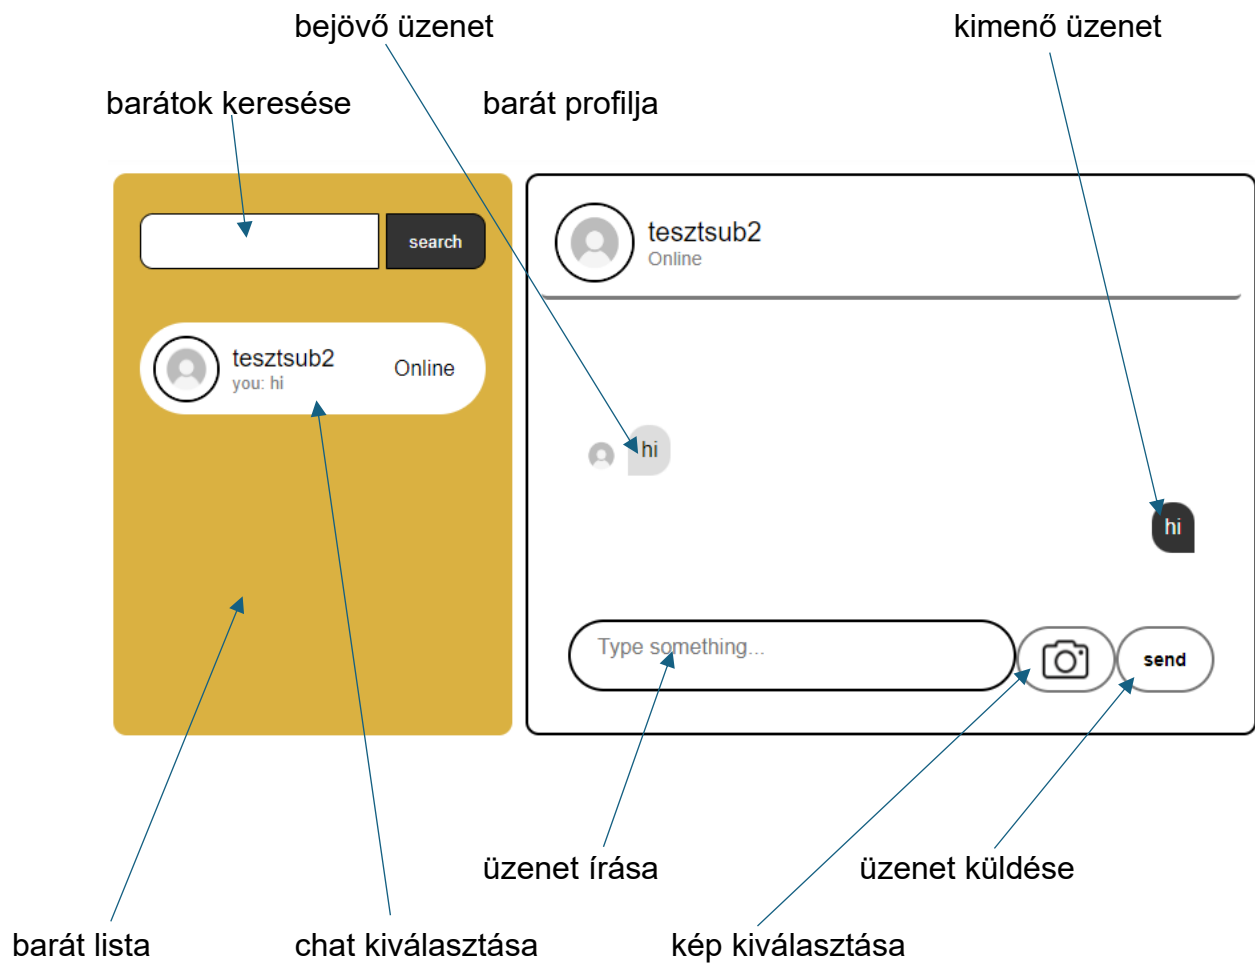 bejövő üzenet
kimenő üzenet
barátok keresése
barát profilja
search
tesztsub2
Online
tesztsub2
you: hi
Online
hi
hi
Type something...
send
üzenet írása
üzenet küldése
barát lista
chat kiválasztása
kép kiválasztása